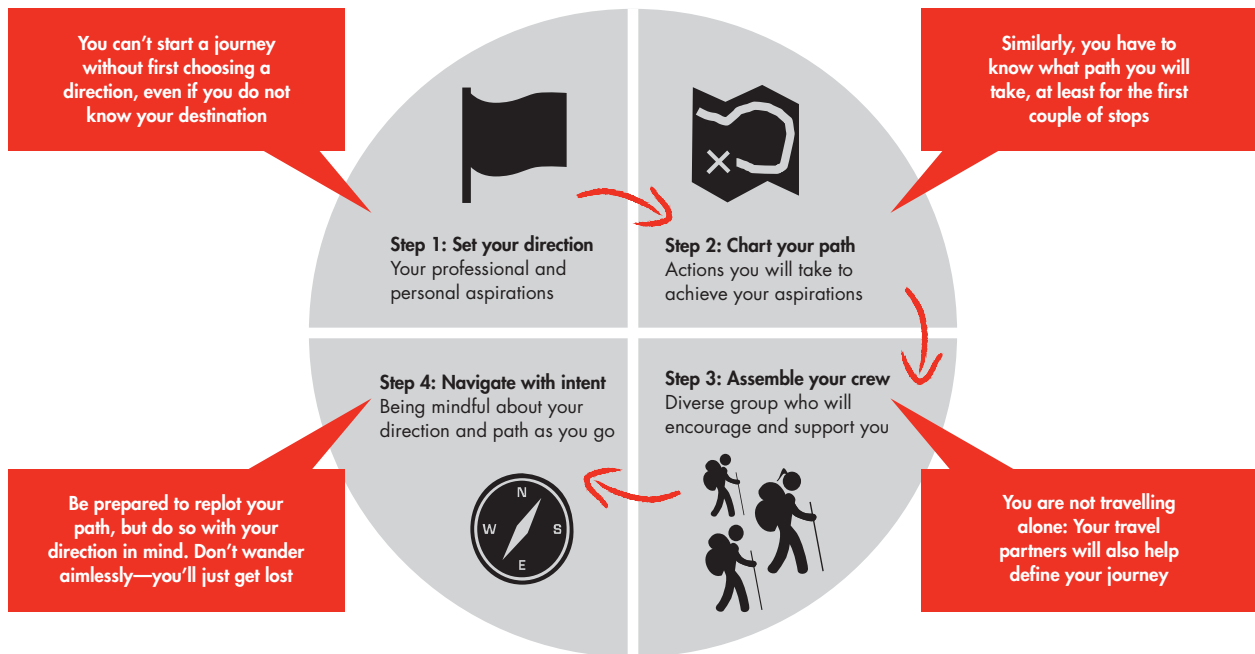 You can’t start a journey
without first choosing a
direction, even if you do not
know your destination
Similarly, you have to
know what path you will
take, at least for the first
couple of stops
Step 1: Set your direction
Your professional and
personal aspirations
Step 2: Chart your path
Actions you will take to
achieve your aspirations
Step 3: Assemble your crew
Diverse group who will
encourage and support you
Step 4: Navigate with intent
Being mindful about your
direction and path as you go
N
W
S
E
You are not travelling
alone: Your travel
partners will also help
define your journey
Be prepared to replot your
path, but do so with your
direction in mind. Don’t wander
aimlessly—you’ll just get lost